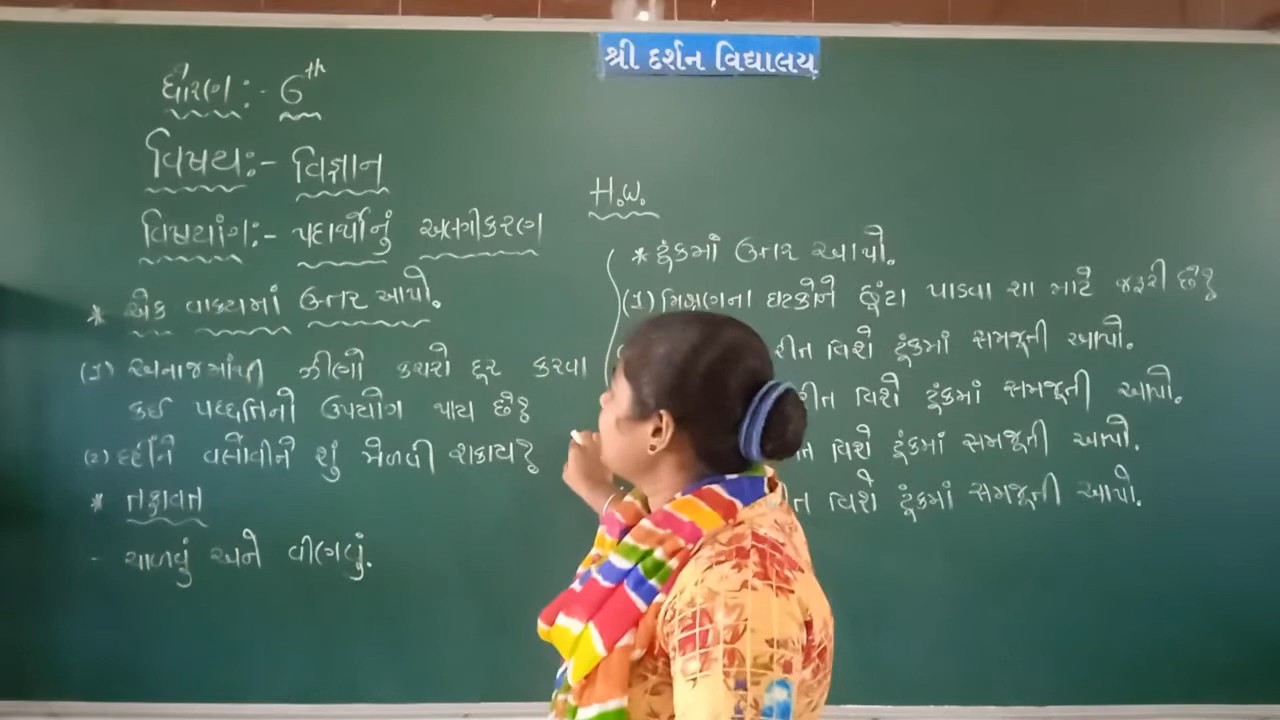 શ્રી દર્શન વિદ્યાલય
ધોરણ:- 6th
વિષય:- વિજ્ઞાન
વિષયાંગ:- પદાર્થોનું અલગીકરણ
* એક વાક્યમાં ઉત્તર આપો.
(1) અનાજમાંથી ઝીણો કચરો દૂર કરવા
કઈ પદ્ધતિનો ઉપયોગ થાય છે?
(2) દહીંને વલોવીને શું મેળવી શકાય?
* તફાવત
- ચાળવું અને વીણવું.
H.W.
* ટૂંકમાં ઉત્તર આપો.
(1) મિશ્રણના ઘટકોને છૂટા પાડવા શા માટે જરૂરી છે?
રીત વિશે ટૂંકમાં સમજૂતી આપો.
રીત વિશે ટૂંકમાં સમજૂતી આપો.
વિશે ટૂંકમાં સમજૂતી આપો.
વિશે ટૂંકમાં સમજૂતી આપો.